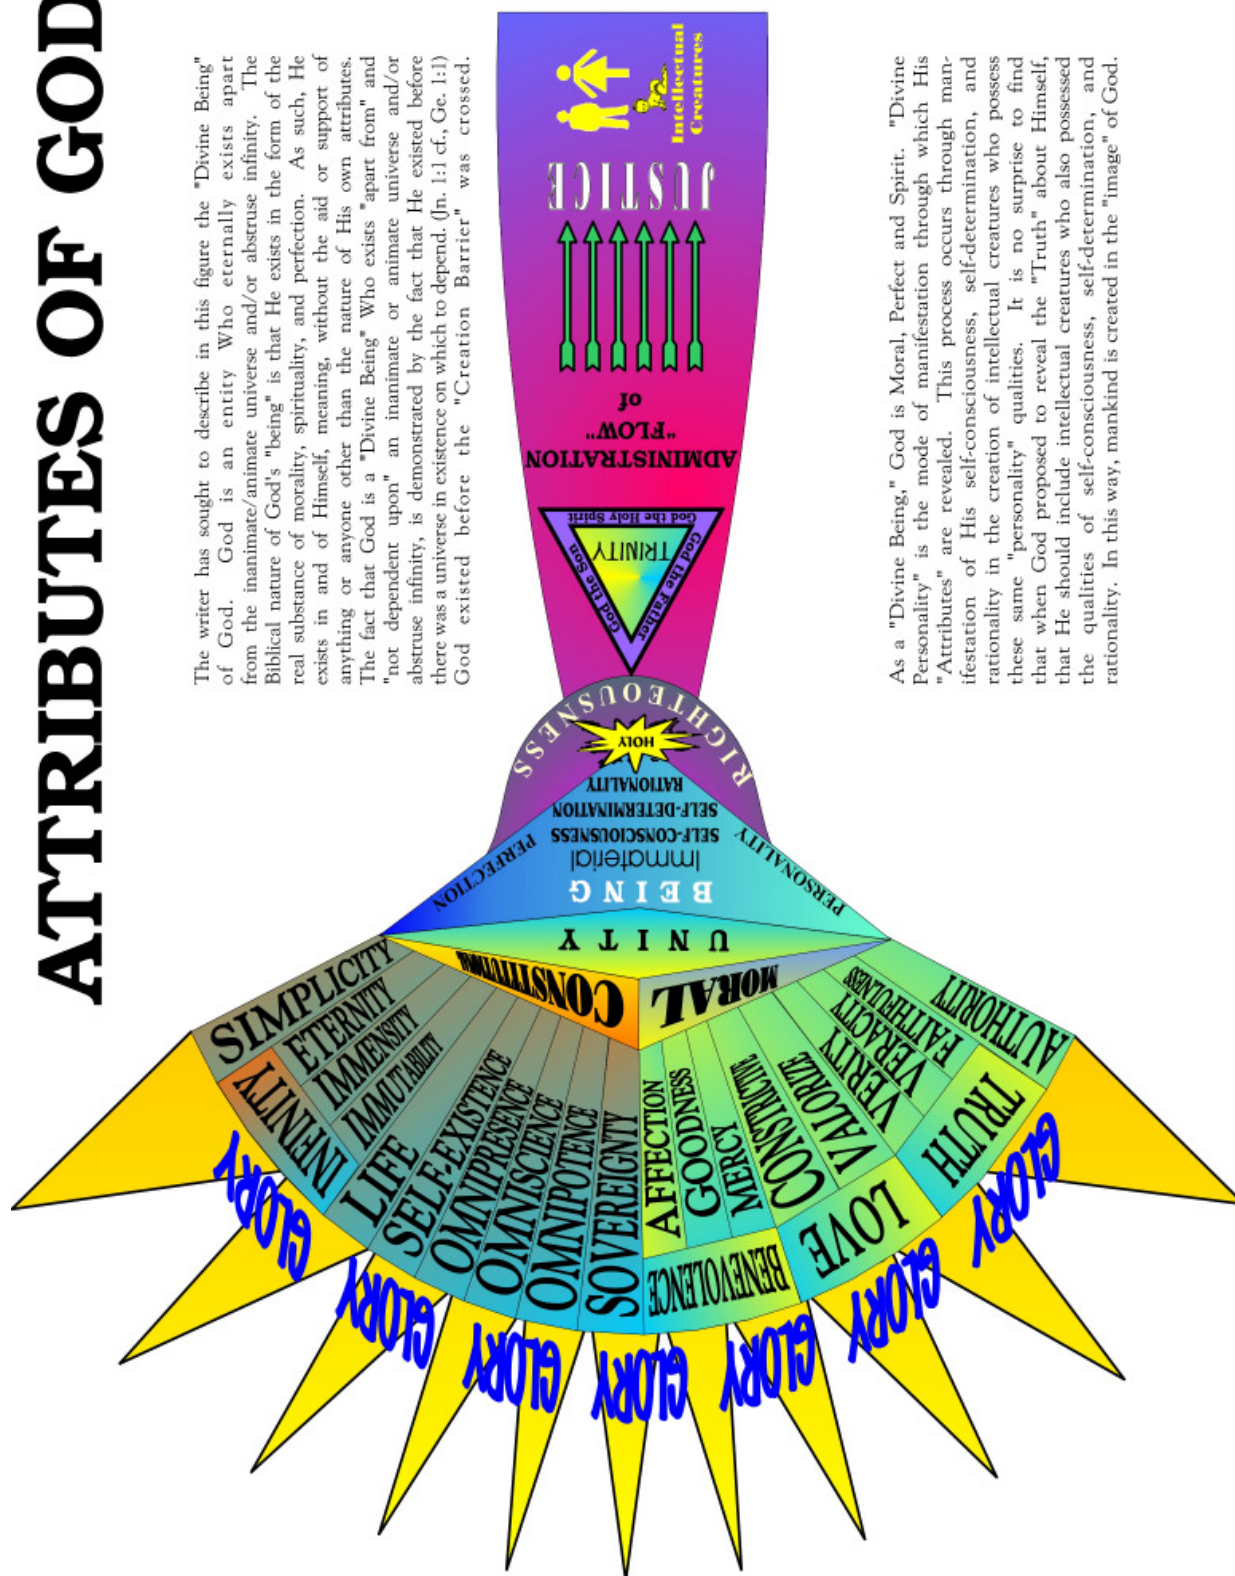 ATTRIBUTES OF GOD
The writer has sought to describe in this figure the "Divine Being"
of God. God is an entity Who eternally exists apart
from the inanimate/animate universe and/or abstruse infinity. The
Biblical nature of God's "being" is that He exists in the form of the
real substance of morality, spirituality, and perfection. As such, He
exists in and of Himself, meaning, without the aid or support of
anything or anyone other than the nature of His own attributes.
The fact that God is a "Divine Being" Who exists "apart from" and
"not dependent upon" an inanimate or animate universe and/or
abstruse infinity, is demonstrated by the fact that He existed before
there was a universe in existence on which to depend. (Jn. 1:1 cf., Ge. 1:1)
God existed before the "Creation Barrier" was crossed.
As a "Divine Being," God is Moral, Perfect and Spirit. "Divine
Personality" is the mode of manifestation through which His
"Attributes" are revealed. This process occurs through man-
ifestation of His self-consciousness, self-determination, and
rationality in the creation of intellectual creatures who possess
these same "personality" qualities. It is no surprise to find
that when God proposed to reveal the "Truth" about Himself,
that He should include intellectual creatures who also possessed
the qualities of self-consciousness, self-determination, and
rationality. In this way, mankind is created in the "image" of God.
Intellectual
Creatures
JUSTICE
ADMINISTRATION
"FLOW"
of
God the Holy Spirit
God the Son
God the Father
TRINITY
RIGHTEOUSNESS
HOLY
RATIONALITY
SELF-DETERMINATION
SELF-CONSCIOUSNESS
Immaterial
BEING
PERFECTION
PERSONALITY
UNITY
CONSTITUTIONAL
MORAL
SIMPLICITY
INFINITY
ETERNITY
IMMENSITY
IMMUTABILITY
LIFE
SELF-EXISTENCE
OMNIPRESENCE
OMNISCIENCE
OMNIPOTENCE
SOVEREIGNTY
AFFECTION
GOODNESS
MERCY
BENEVOLENCE
CONSTRICTIVE
VALORIZE
LOVE
VERITY
VERACITY
FAITHFULNESS
TRUTH
AUTHORITY
GLORY
GLORY
GLORY
GLORY
GLORY
GLORY
GLORY
GLORY